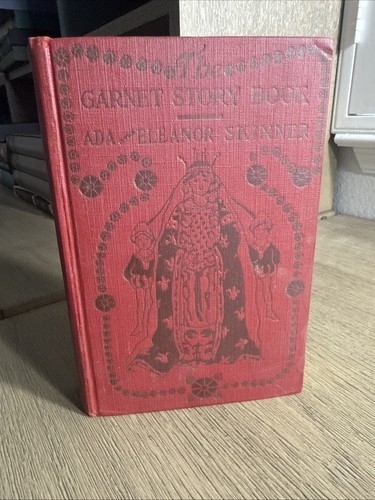 The
GARNET STORY BOOK
ADA AND ELEANOR SKINNER